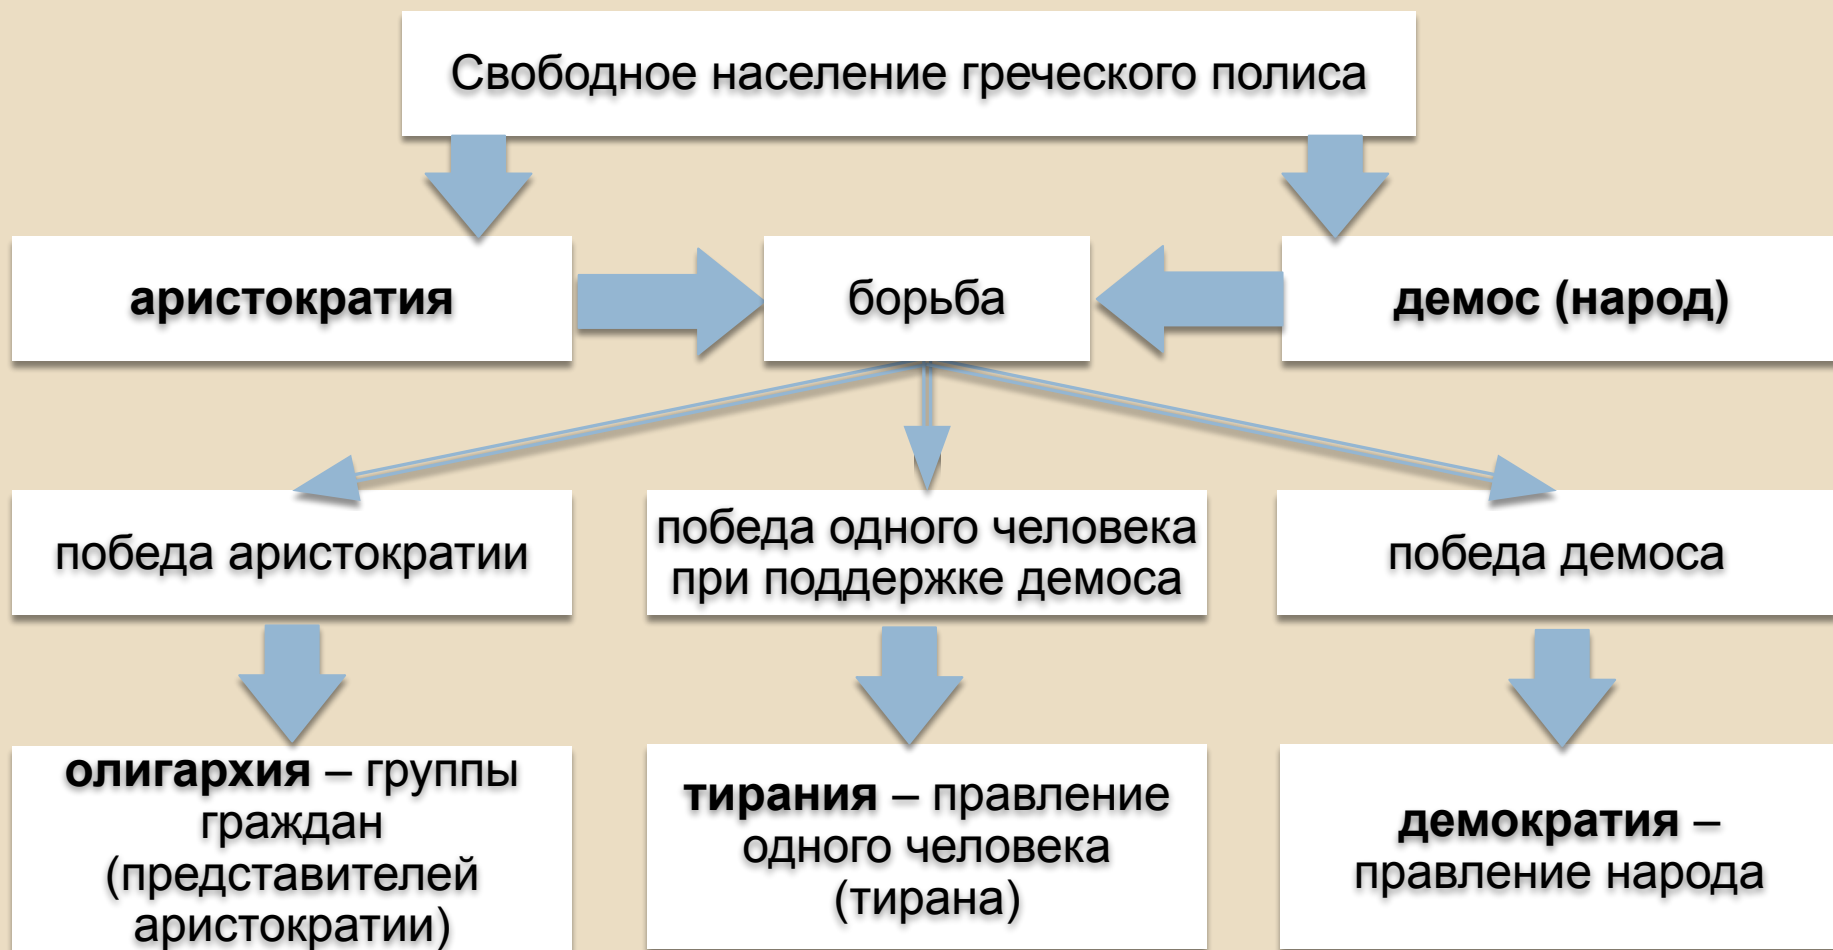 Свободное население греческого полиса
аристократия
борьба
демос (народ)
победа аристократии
победа одного человека
при поддержке демоса
победа демоса
олигархия – группы
граждан
(представителей
аристократии)
тирания – правление
одного человека
(тирана)
демократия –
правление народа